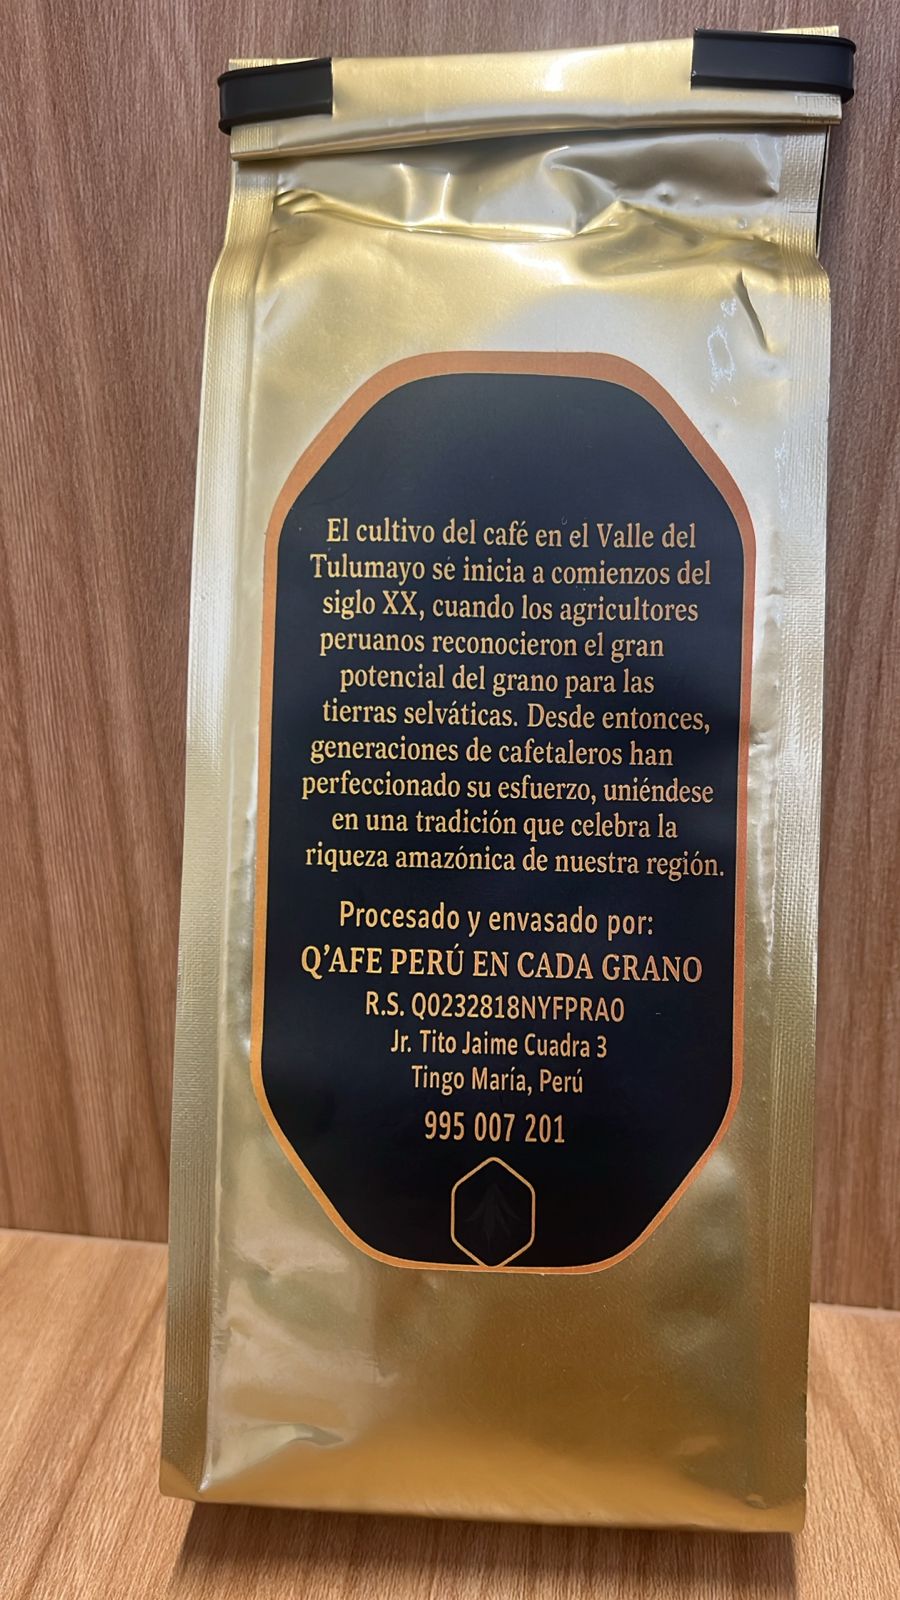 El cultivo del café en el Valle del
Tulumayo se inicia a comienzos del
siglo XX, cuando los agricultores
peruanos reconocieron el gran
potencial del grano para las
tierras selváticas. Desde entonces,
generaciones de cafetaleros han
perfeccionado su esfuerzo, uniéndese
en una tradición que celebra la
riqueza amazónica de nuestra región.
Procesado y envasado por:
Q'AFE PERÚ EN CADA GRANO
R.S. Q0232818NYFPRAO
Jr. Tito Jaime Cuadra 3
Tingo María, Perú
995 007 201